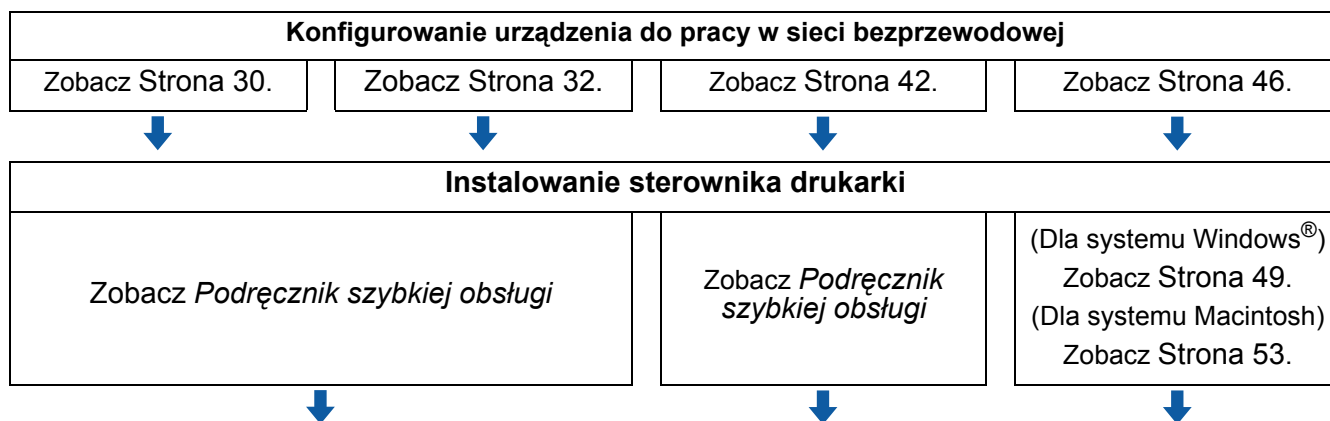 Konfigurowanie urządzenia do pracy w sieci bezprzewodowej
Zobacz Strona 30.
Zobacz Strona 32.
Zobacz Strona 42.
Zobacz Strona 46.
Instalowanie sterownika drukarki
Zobacz Podręcznik szybkiej obsługi
Zobacz Podręcznik
szybkiej obsługi
(Dla systemu Windows®)
Zobacz Strona 49.
(Dla systemu Macintosh)
Zobacz Strona 53.